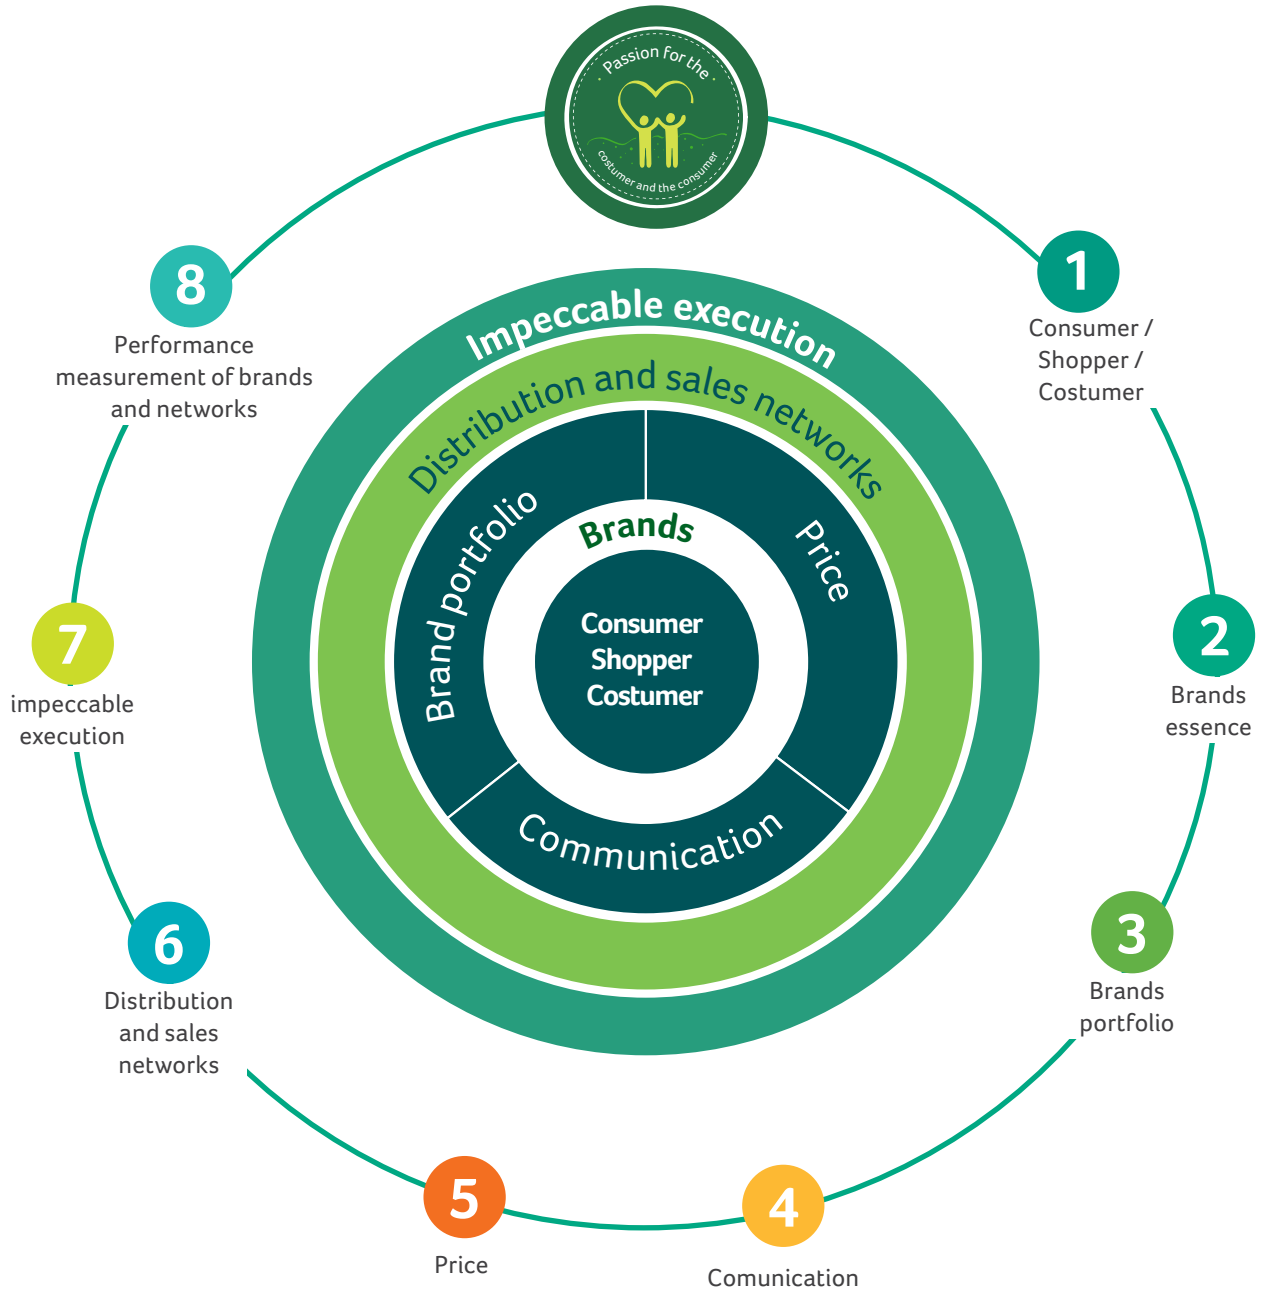 Passion for the
costumer and the consumer
1
Consumer /
Shopper /
Costumer
2
Brands
essence
3
Brands
portfolio
4
Comunication
5
Price
6
Distribution
and sales
networks
7
impeccable
execution
8
Performance
measurement of brands
and networks
Impeccable execution
Distribution and sales networks
Brand portfolio
Price
Communication
Brands
Consumer
Shopper
Costumer